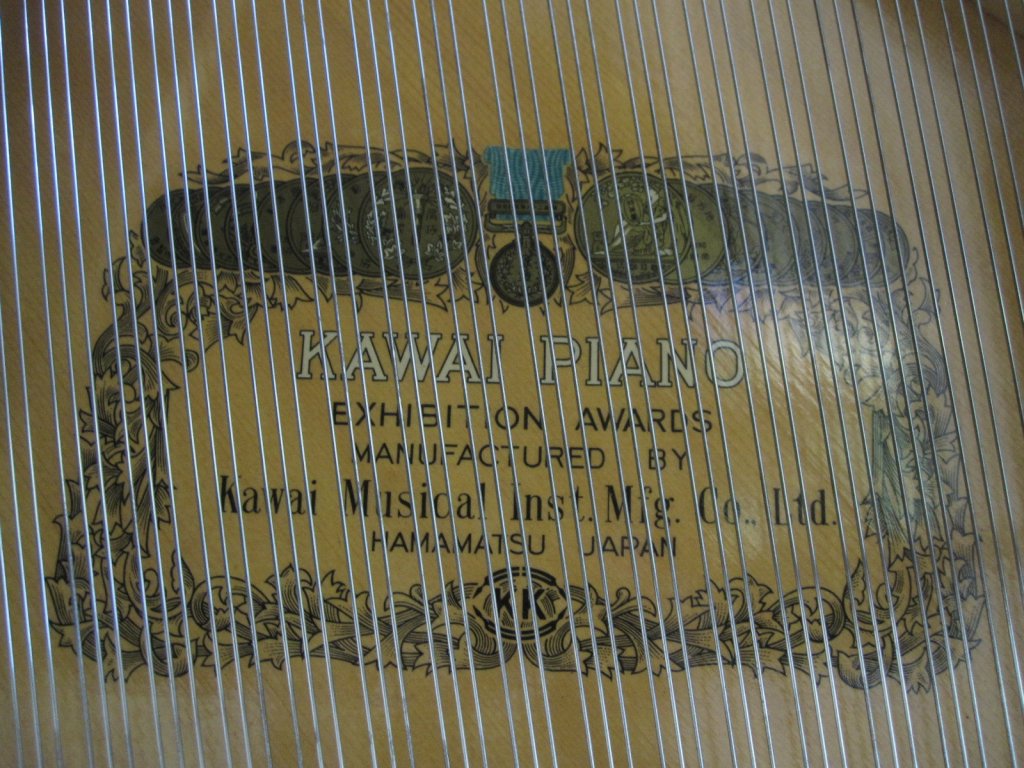 KAWAI PIANO
EXHIBITION AWARDS
MANUFACTURED BY
Kawai Musical Inst. Mfg. Co., Ltd.
HAMAMATSU JAPAN
KK